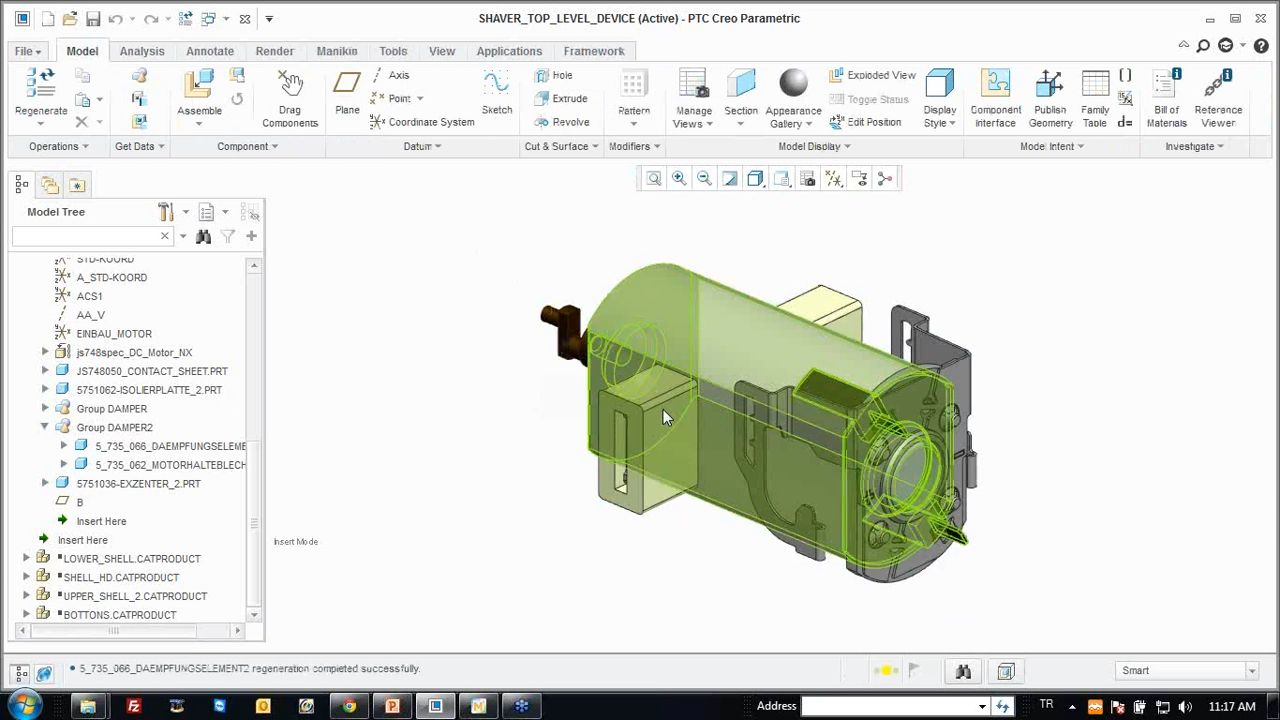 SHAVER_TOP_LEVEL_DEVICE (Active) - PTC Creo Parametric
File
Model
Analysis
Annotate
Render
Manikin
Tools
View
Applications
Framework
Regenerate
Assemble
Drag
Components
Plane
Axis
Point
Coordinate System
Sketch
Hole
Extrude
Revolve
Pattern
Manage
Views
Section
Appearance
Gallery
Exploded View
Toggle Status
Edit Position
Display
Style
Component
Interface
Publish
Geometry
Family
Table
d=
Bill of
Materials
Reference
Viewer
Operations
Get Data
Component
Datum
Cut & Surface
Modifiers
Model Display
Model Intent
Investigate
Model Tree
STD-KOORD
A_STD-KOORD
ACS1
AA_V
EINBAU_MOTOR
js748spec_DC_Motor_NX
JS748050_CONTACT_SHEET.PRT
5751062-ISOLIERPLATTE_2.PRT
Group DAMPER
Group DAMPER2
5_735_066_DAEMPFUNGSELEME
5_735_062_MOTORHALTEBLECH
5751036-EXZENTER_2.PRT
B
Insert Here
Insert Here
LOWER_SHELL.CATPRODUCT
SHELL_HD.CATPRODUCT
UPPER_SHELL_2.CATPRODUCT
BOTTONS.CATPRODUCT
Insert Mode
5_735_066_DAEMPFUNGSELEMENT2 regeneration completed successfully.
Smart
Address
TR
11:17 AM